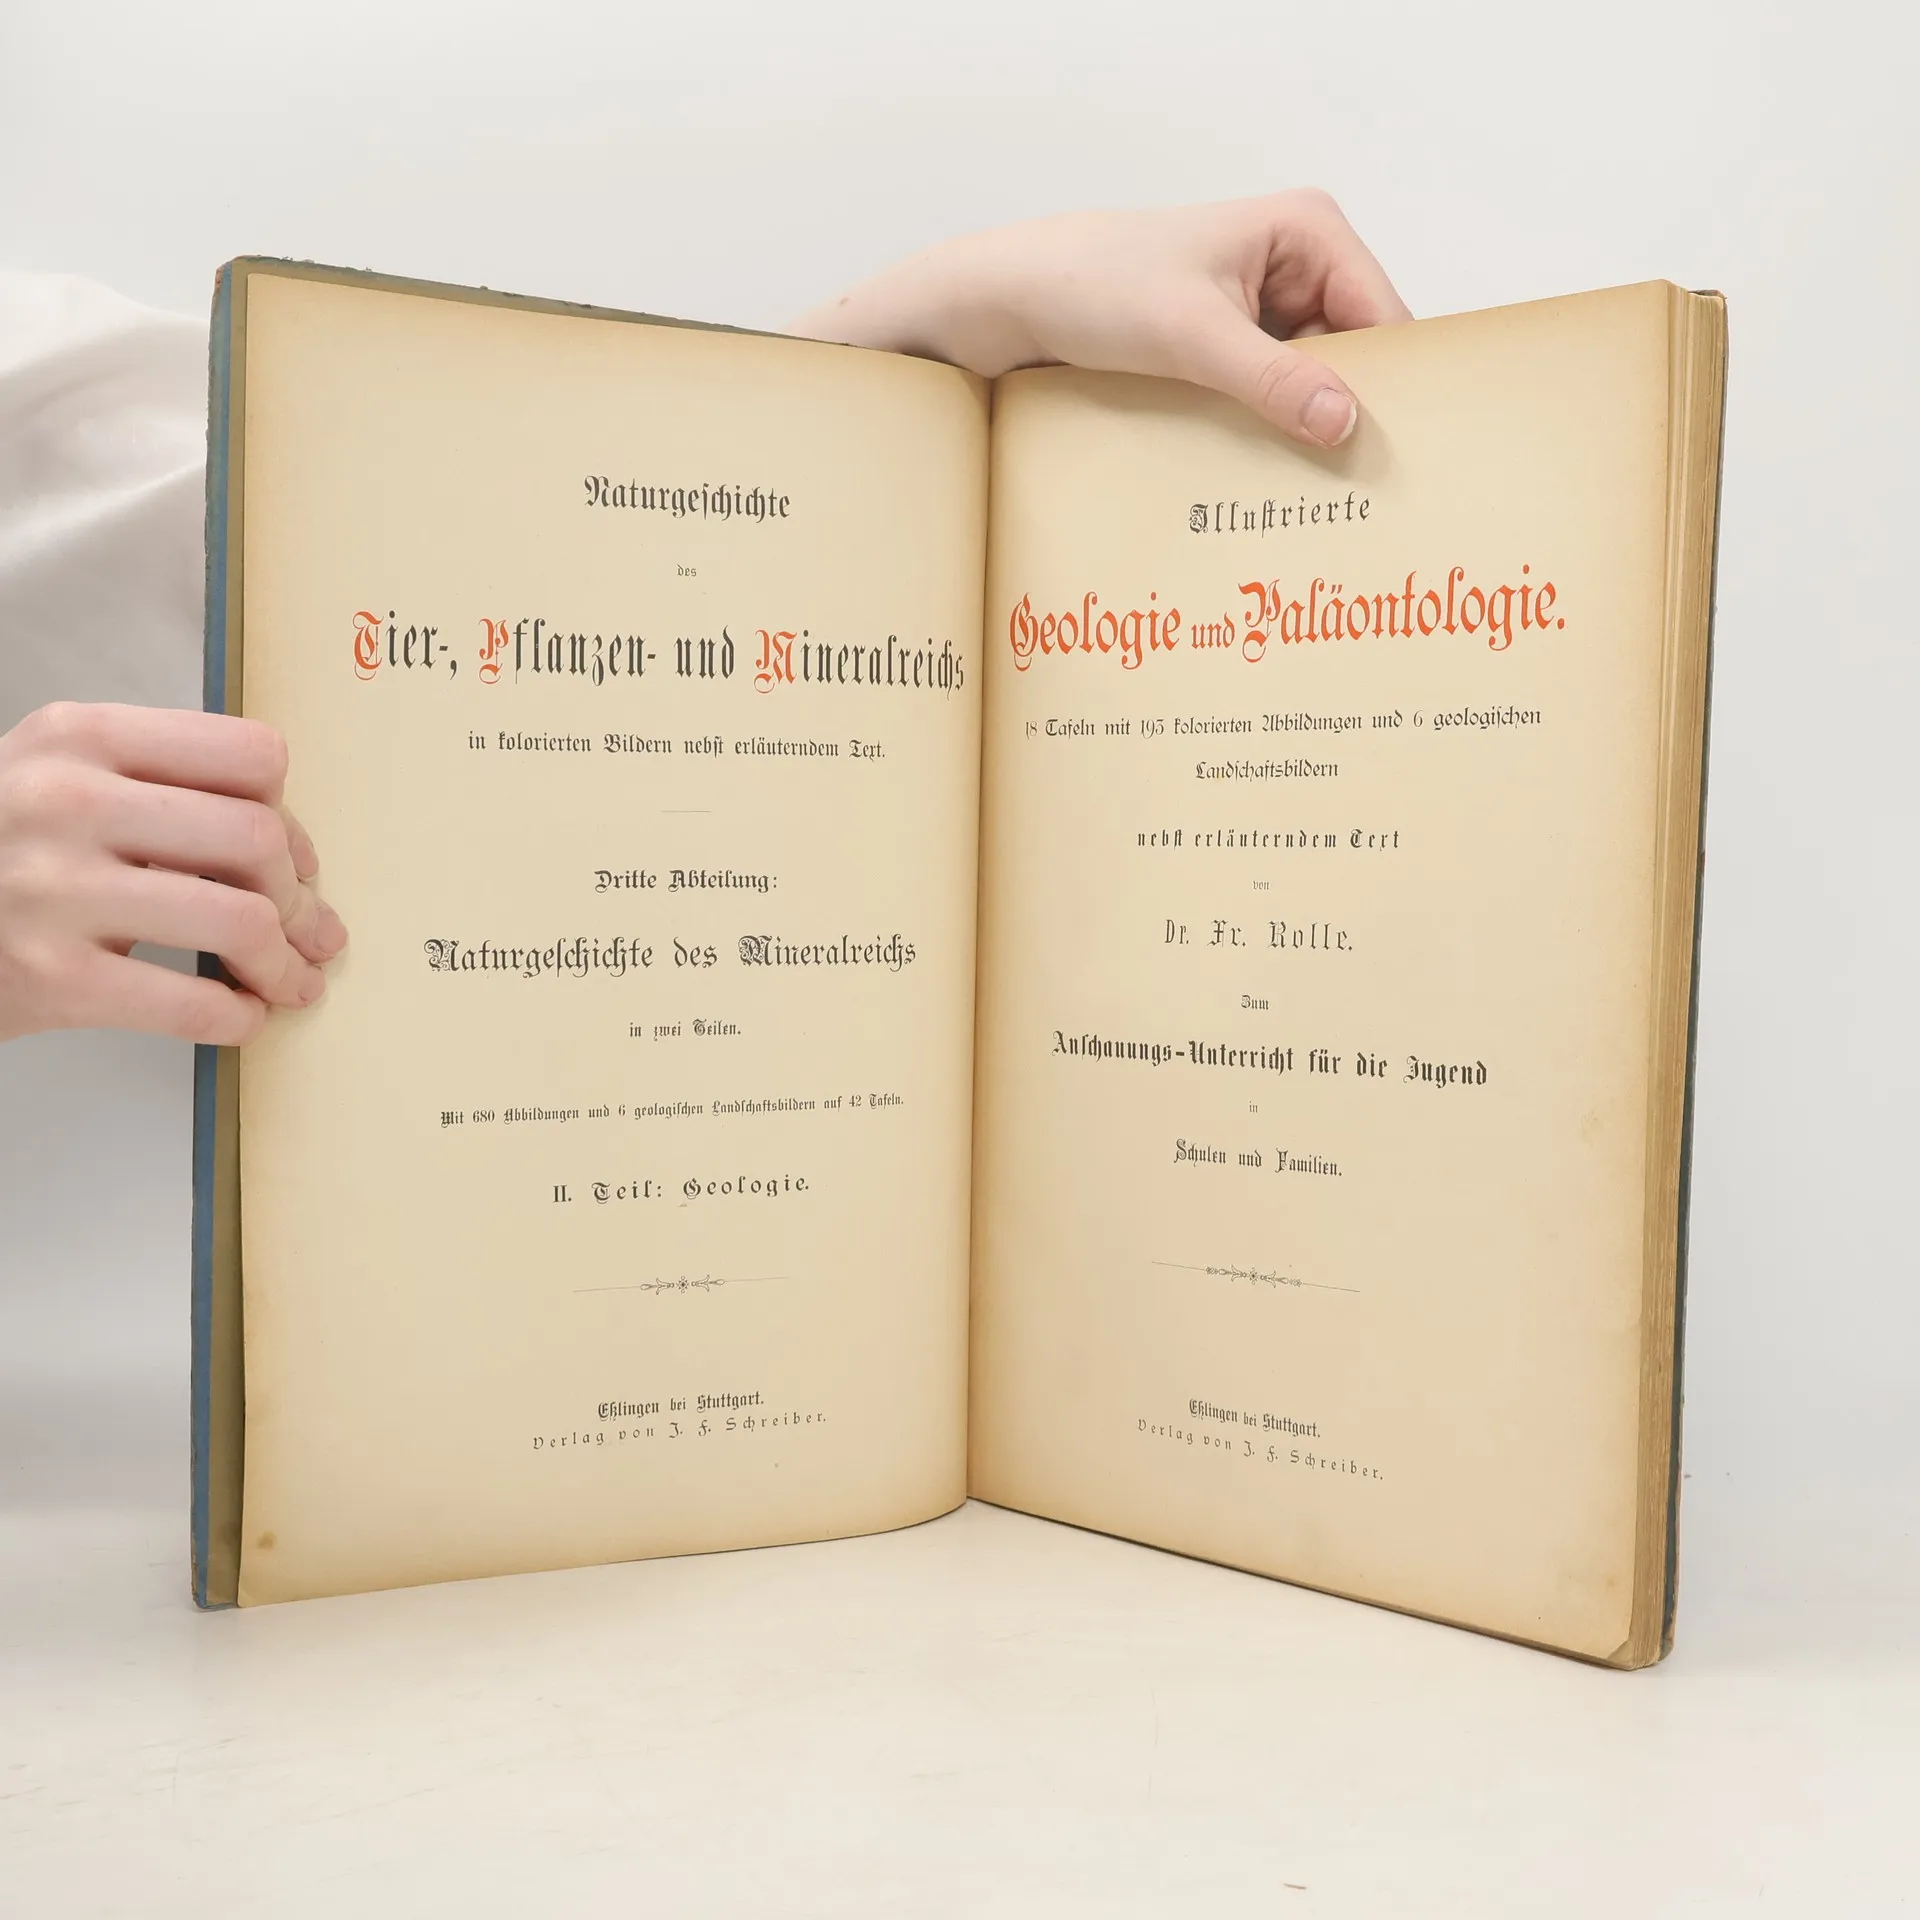 Naturgeschichte
des
Tier-, Pflanzen- und Mineralreichs
in kolorierten Bildern nebst erläuterndem Text.
Dritte Abteilung:
Naturgeschichte des Mineralreichs
in zwei Teilen.
Mit 680 Abbildungen und 6 geologischen Landschaftsbildern auf 42 Tafeln.
II. Teil: Geologie.
Eßlingen bei Stuttgart.
Verlag von J. F. Schreiber.
Illustrierte
Geologie und Paläontologie.
18 Tafeln mit 193 kolorierten Abbildungen und 6 geologischen
Landschaftsbildern
nebst erläuterndem Text
von
Dr. Fr. Rolle.
Zum
Anschauungs-Unterricht für die Jugend
in
Schulen und Familien.
Eßlingen bei Stuttgart.
Verlag von J. F. Schreiber.